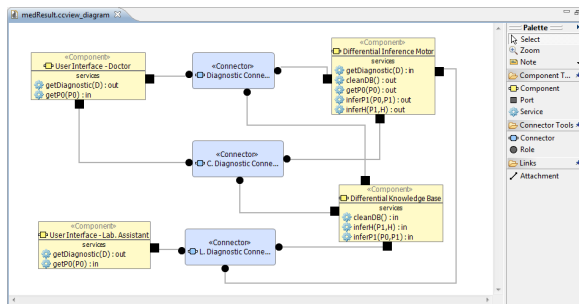 medResult.ccview_diagram
«Component»
User Interface - Doctor
services
getDiagnostic(D) : out
getP0(P0) : in
«Connector»
Diagnostic Conne...
«Component»
Differential Inference Motor
services
getDiagnostic(D) : in
cleanDB() : out
getP0(P0) : out
inferP1(P0,P1) : out
inferH(P1,H) : out
«Connector»
C. Diagnostic Conne...
«Component»
Differential Knowledge Base
services
cleanDB() : in
inferH(P1,H) : in
inferP1(P0,P1) : in
«Component»
User Interface - Lab. Assistant
services
getDiagnostic(D) : out
getP0(P0) : in
«Connector»
L. Diagnostic Conne...
Palette
Select
Zoom
Note
Component T...
Component
Port
Service
Connector Tools
Connector
Role
Links
Attachment